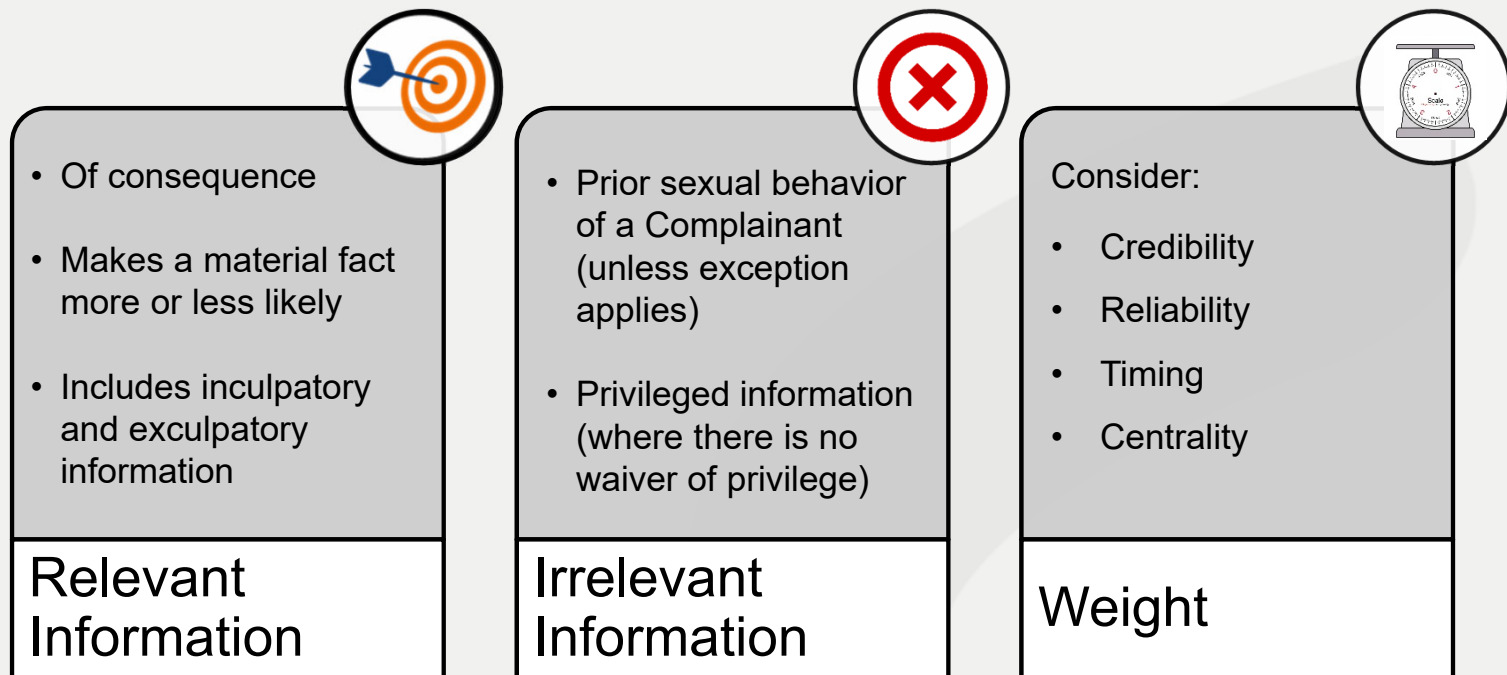 • Of consequence
• Makes a material fact
more or less likely
• Includes inculpatory
and exculpatory
information
Relevant
Information
• Prior sexual behavior
of a Complainant
(unless exception
applies)
• Privileged information
(where there is no
waiver of privilege)
Irrelevant
Information
Scale
Consider:
• Credibility
• Reliability
• Timing
• Centrality
Weight